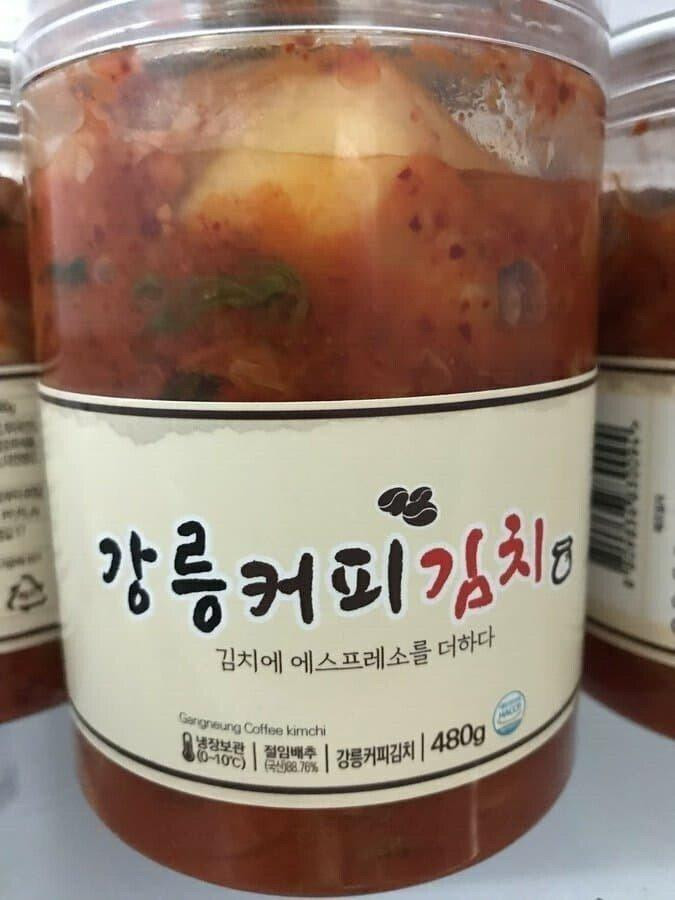 강릉커피김치
김치에 에스프레소를 더하다
Gangneung Coffee kimchi
냉장보관
(0~10℃)
절임배추
(국산)88.76%
강릉커피김치
480g
HACCP